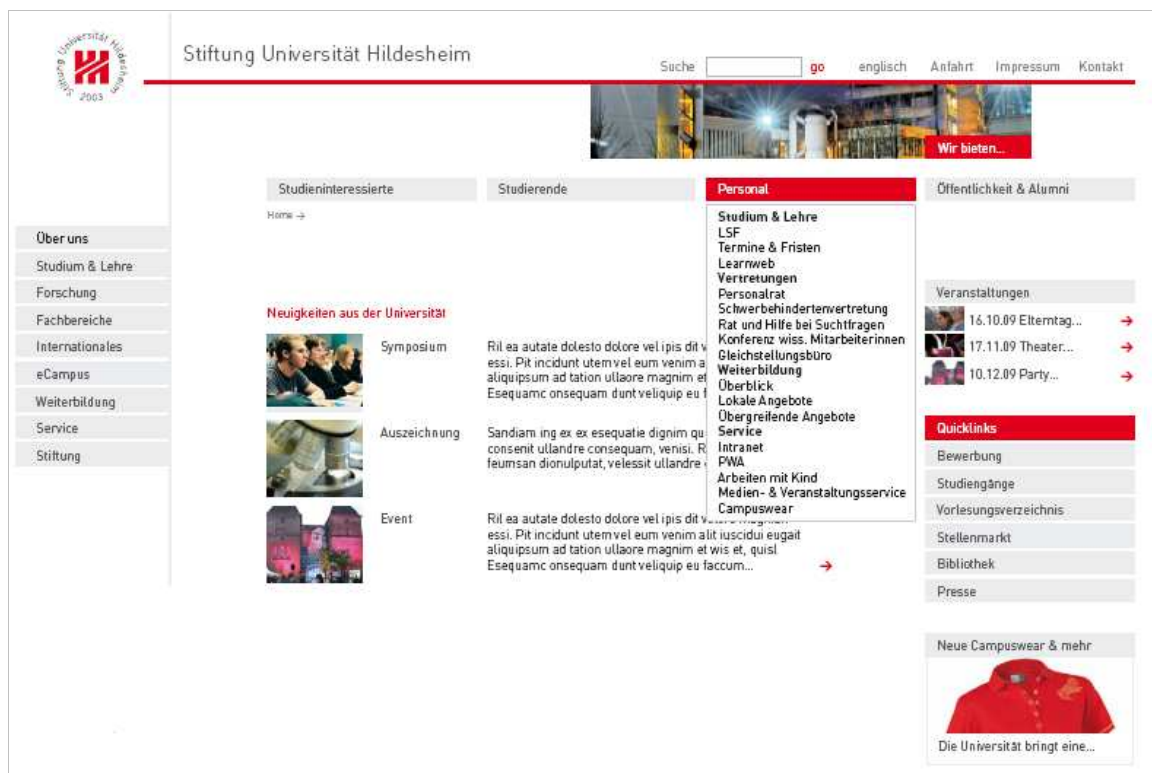 Stiftung Universität Hildesheim
2003
Stiftung Universität Hildesheim
Suche go englisch Anfahrt Impressum Kontakt
Wir bieten...
Studieninteressierte Studierende Personal Öffentlichkeit & Alumni
Home →
Studium & Lehre
LSF
Termine & Fristen
Learnweb
Vertretungen
Personalrat
Schwerbehindertenvertretung
Rat und Hilfe bei Suchtfragen
Konferenz wiss. Mitarbeiterinnen
Gleichstellungsbüro
Weiterbildung
Überblick
Lokale Angebote
Übergreifende Angebote
Service
Intranet
PWA
Arbeiten mit Kind
Medien- & Veranstaltungsservice
Campuswear
Über uns
Studium & Lehre
Forschung
Fachbereiche
Internationales
eCampus
Weiterbildung
Service
Stiftung
Neuigkeiten aus der Universität
Symposium
Ril ea autate dolesto dolore vel ipis dit v
essi. Pit incidunt utem vel eum venim a
aliquipsum ad tation ullaore magnim et
Esequamc onsequam dunt veliquip eu f
Auszeichnung
Sandiam ing ex ex esequatie dignim qu
consenit ullandre consequam, venisi. R
feumsan dionulputat, velessit ullandre
Event
Ril ea autate dolesto dolore vel ipis dit
essi. Pit incidunt utem vel eum venim alit iuscidui eugait
aliquipsum ad tation ullaore magnim et wis et, quisl
Esequamc onsequam dunt veliquip eu faccum... →
Veranstaltungen
16.10.09 Elterntag... →
17.11.09 Theater... →
10.12.09 Party... →
Quicklinks
Bewerbung
Studiengänge
Vorlesungsverzeichnis
Stellenmarkt
Bibliothek
Presse
Neue Campuswear & mehr
Die Universität bringt eine...